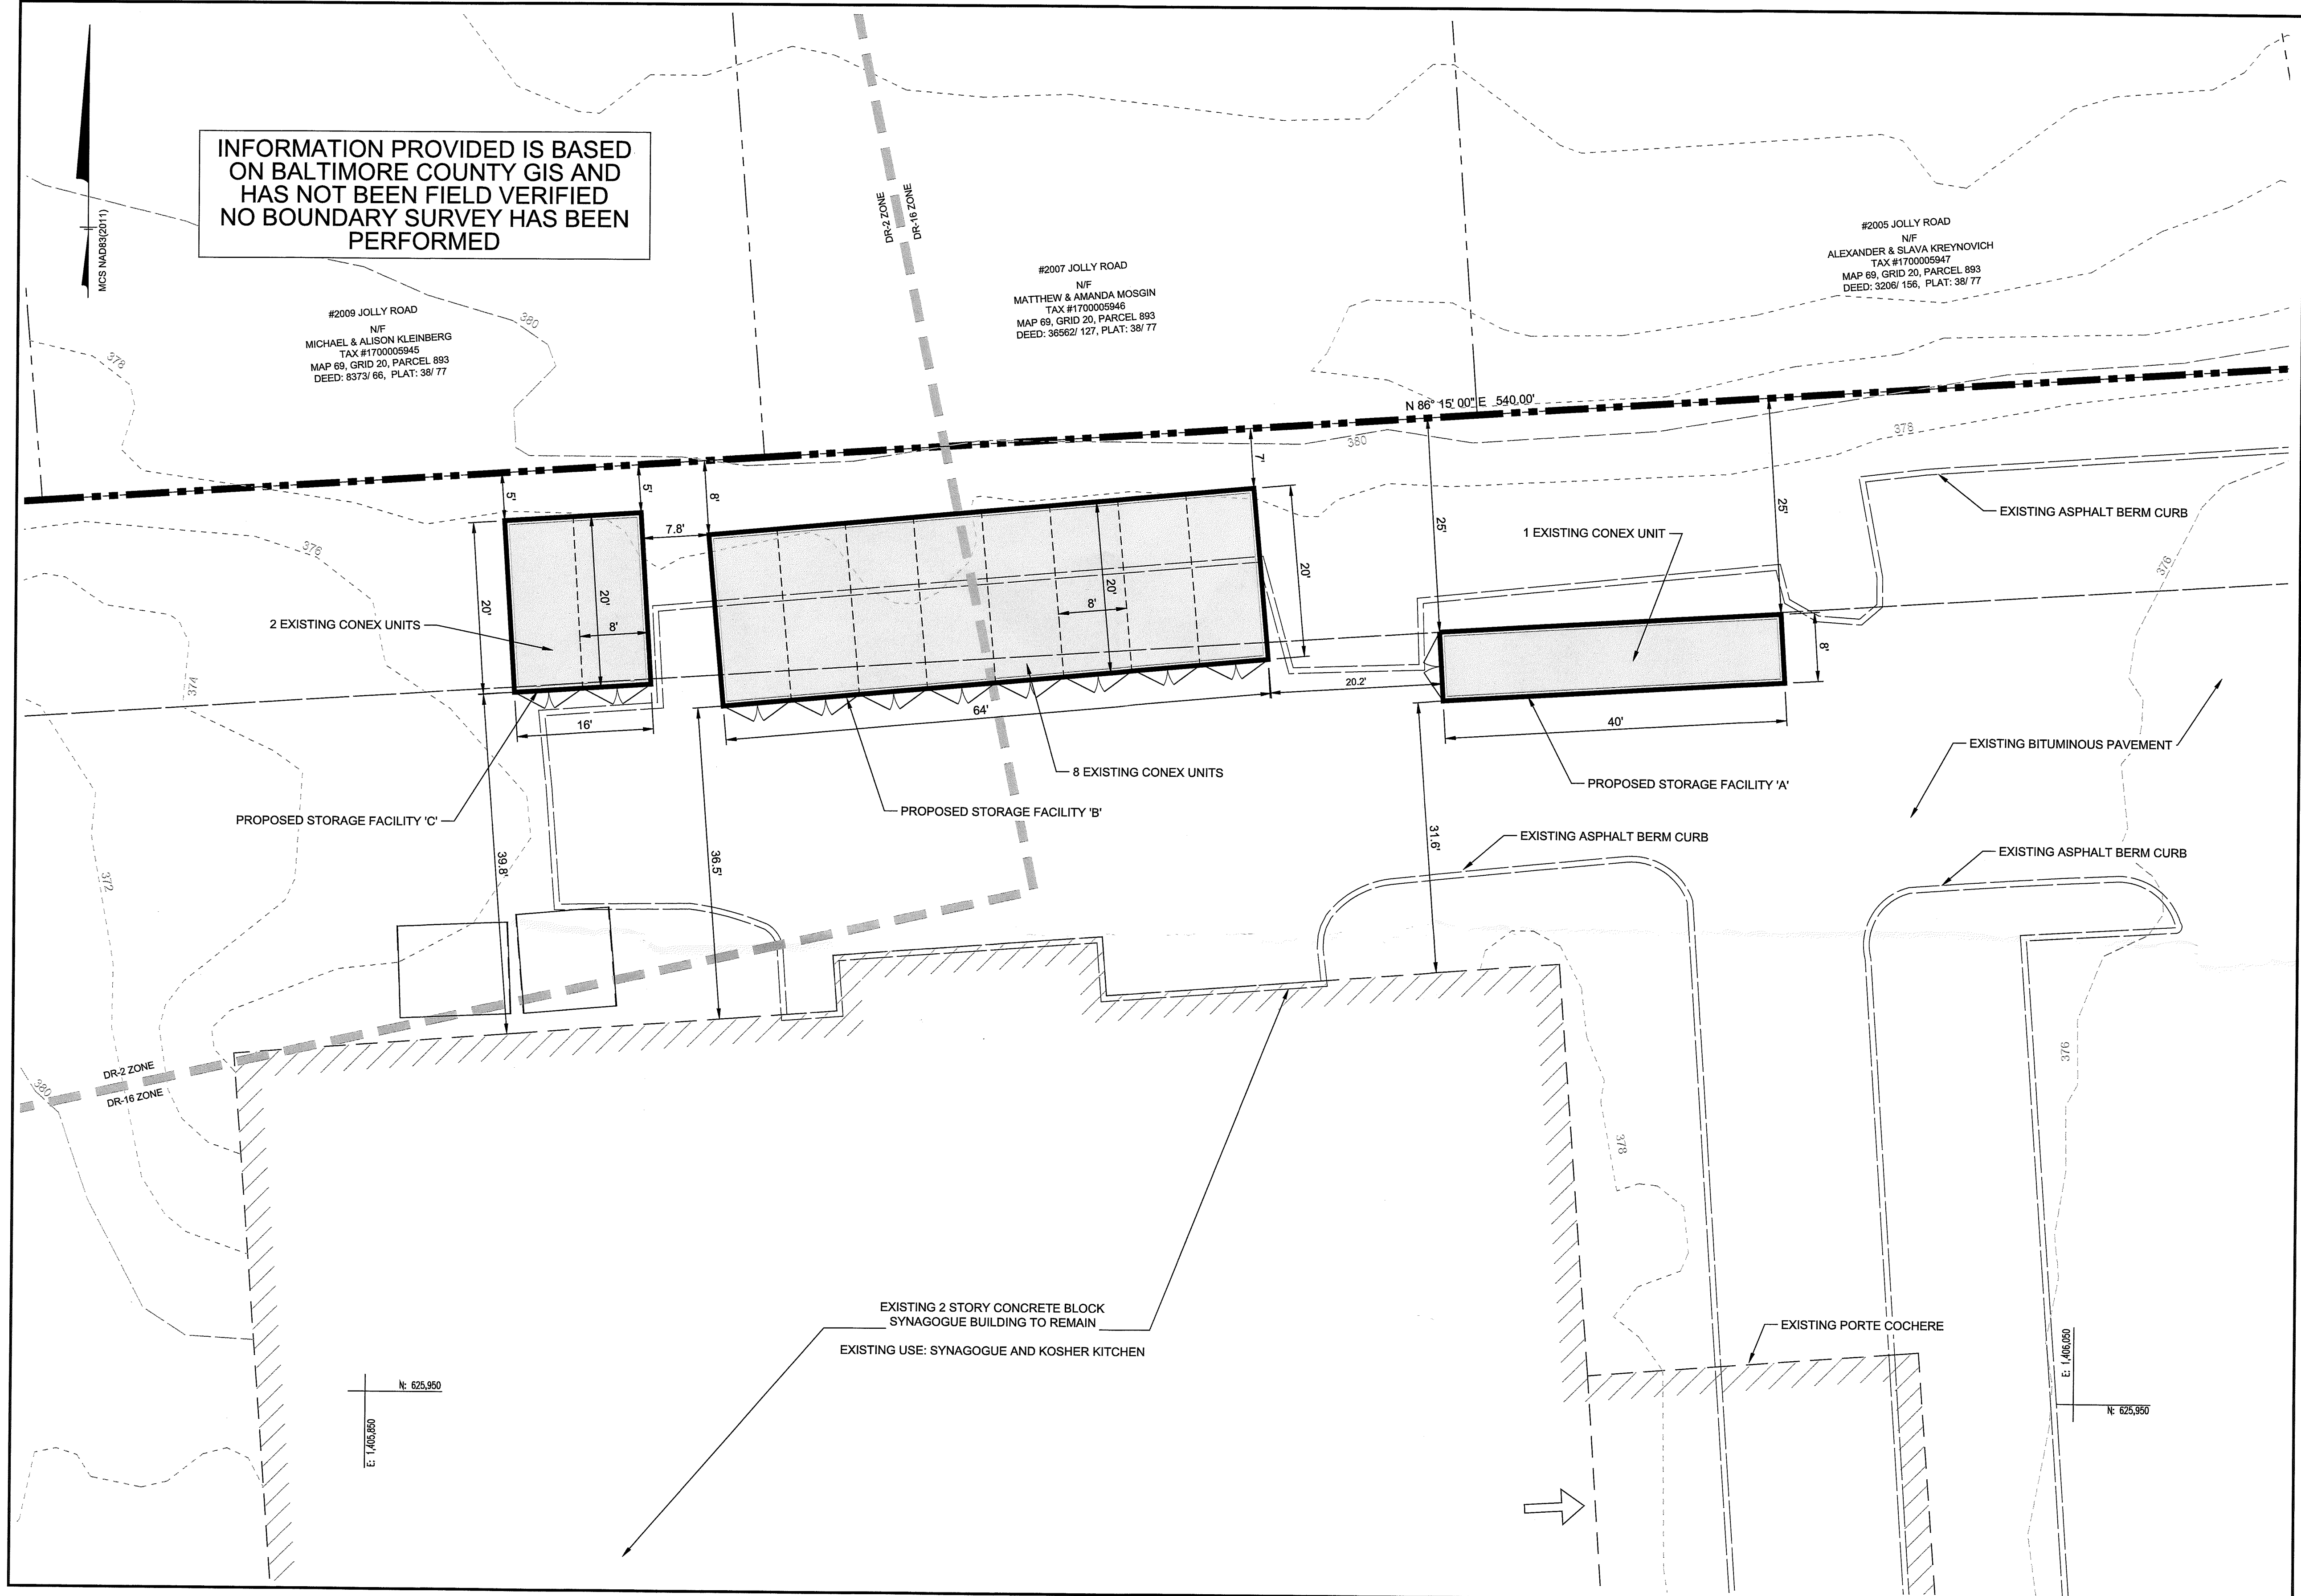 INFORMATION PROVIDED IS BASED
ON BALTIMORE COUNTY GIS AND
HAS NOT BEEN FIELD VERIFIED
NO BOUNDARY SURVEY HAS BEEN
PERFORMED
MCS NAD83(2011)
DR-2 ZONE
DR-16 ZONE
#2009 JOLLY ROAD
N/F
MICHAEL & ALISON KLEINBERG
TAX #1700005945
MAP 69, GRID 20, PARCEL 893
DEED: 8373/ 66, PLAT: 38/ 77
#2007 JOLLY ROAD
N/F
MATTHEW & AMANDA MOSGIN
TAX #1700005946
MAP 69, GRID 20, PARCEL 893
DEED: 36562/ 127, PLAT: 38/ 77
#2005 JOLLY ROAD
N/F
ALEXANDER & SLAVA KREYNOVICH
TAX #1700005947
MAP 69, GRID 20, PARCEL 893
DEED: 3206/ 156, PLAT: 38/ 77
380
378
N 86° 15' 00" E 540.00'
380
378
5'
5'
8'
7'
25'
25'
7.8'
376
20'
20'
8'
2 EXISTING CONEX UNITS
20'
8'
20'
1 EXISTING CONEX UNIT
EXISTING ASPHALT BERM CURB
376
8'
374
16'
64'
20.2'
40'
8 EXISTING CONEX UNITS
EXISTING BITUMINOUS PAVEMENT
PROPOSED STORAGE FACILITY 'C'
PROPOSED STORAGE FACILITY 'B'
PROPOSED STORAGE FACILITY 'A'
39.8'
36.5'
31.6'
EXISTING ASPHALT BERM CURB
EXISTING ASPHALT BERM CURB
372
DR-2 ZONE
DR-16 ZONE
380
376
378
EXISTING 2 STORY CONCRETE BLOCK
SYNAGOGUE BUILDING TO REMAIN
EXISTING USE: SYNAGOGUE AND KOSHER KITCHEN
EXISTING PORTE COCHERE
N: 625,950
E: 1,405,850
E: 1,406,050
N: 625,950